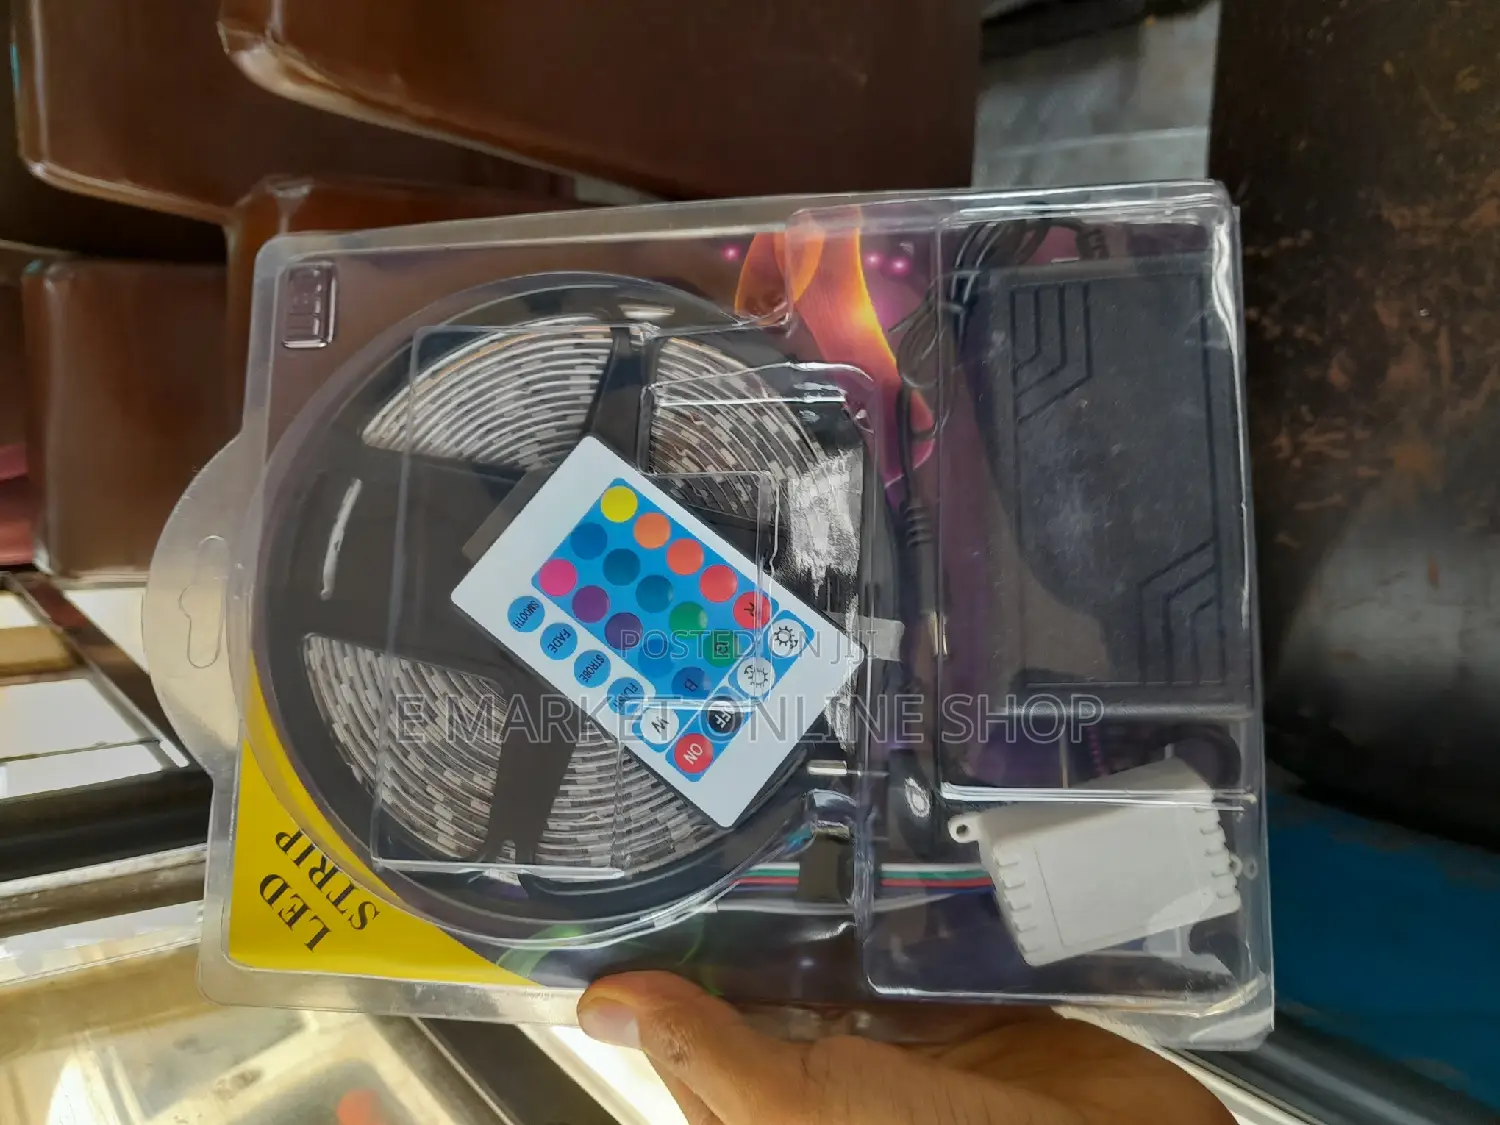 LED
STRIP
R
G
B
W
OFF
ON
FLASH
STROBE
FADE
SMOOTH
POSTED ON JIJI
E MARKET ONLINE SHOP